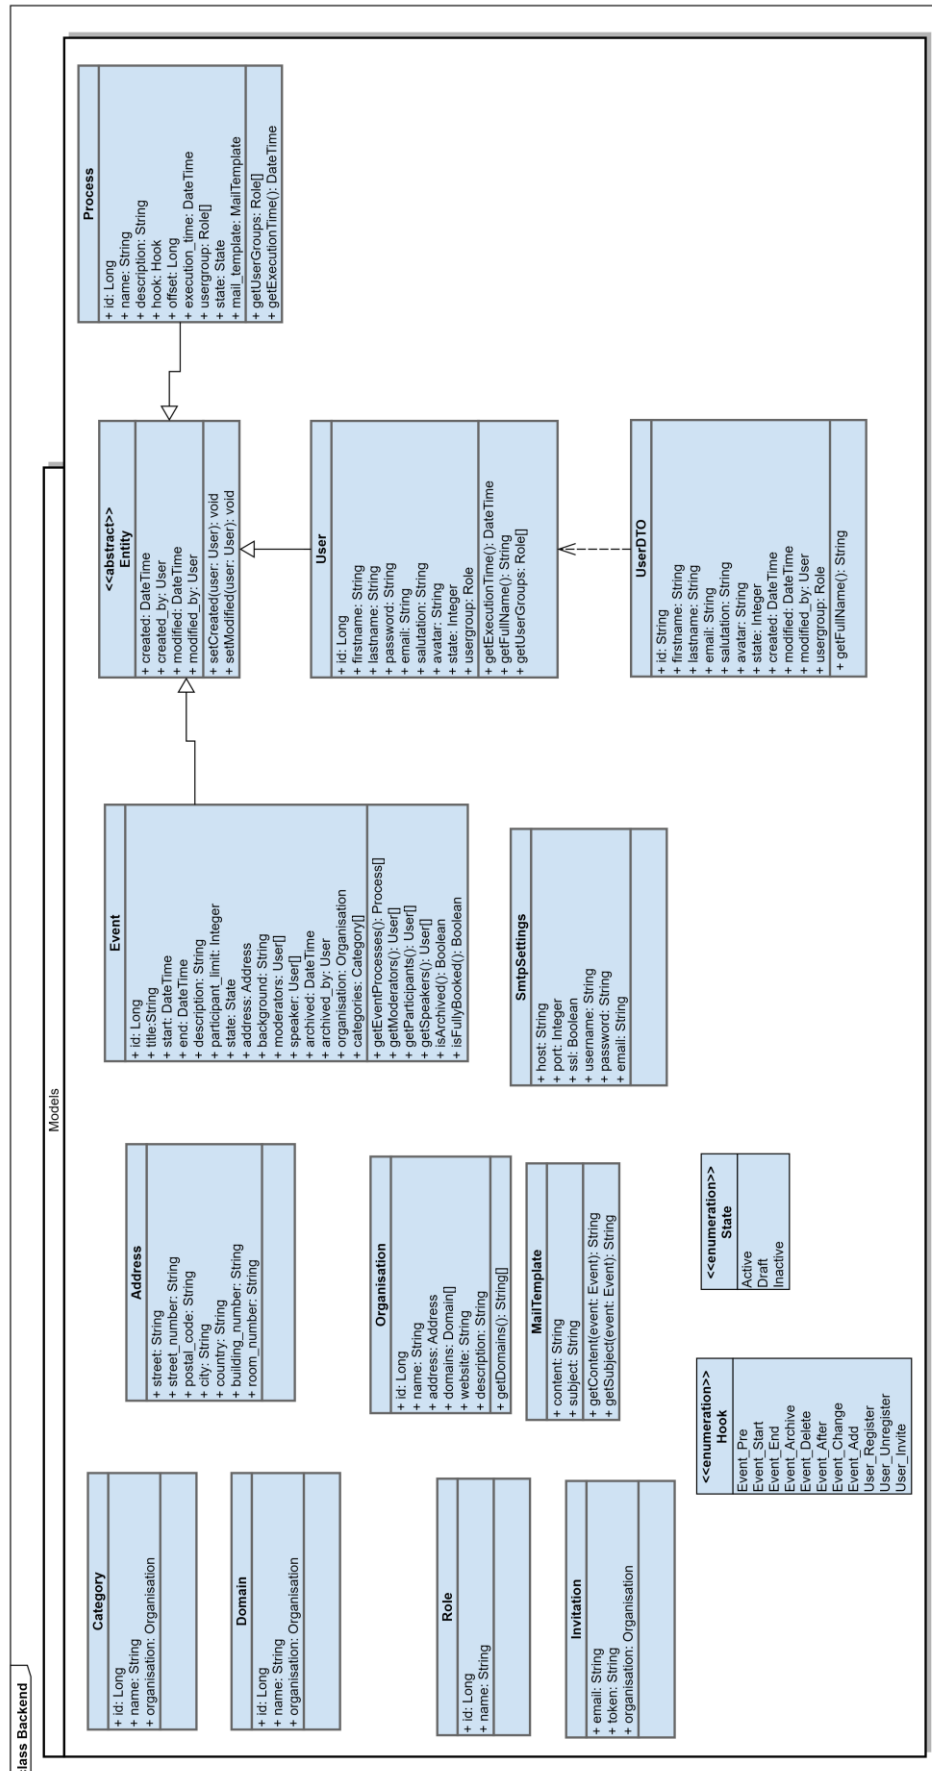 class Backend
Models
Category
+ id: Long
+ name: String
+ organisation: Organisation
Address
+ street: String
+ street_number: String
+ postal_code: String
+ city: String
+ country: String
+ building_number: String
+ room_number: String
Event
+ id: Long
+ title:String
+ start: DateTime
+ end: DateTime
+ description: String
+ participant_limit: Integer
+ state: State
+ address: Address
+ background: String
+ moderators: User[]
+ speaker: User[]
+ archived: DateTime
+ archived_by: User
+ organisation: Organisation
+ categories: Category[]
+ getEventProcesses(): Process[]
+ getModerators(): User[]
+ getParticipants(): User[]
+ getSpeakers(): User[]
+ isArchived(): Boolean
+ isFullyBooked(): Boolean
<<abstract>>
Entity
+ created: DateTime
+ created_by: User
+ modified: DateTime
+ modified_by: User
+ setCreated(user: User): void
+ setModified(user: User): void
Process
+ id: Long
+ name: String
+ description: String
+ hook: Hook
+ offset: Long
+ execution_time: DateTime
+ usergroup: Role[]
+ state: State
+ mail_template: MailTemplate
+ getUserGroups: Role[]
+ getExecutionTime(): DateTime
Domain
+ id: Long
+ name: String
+ organisation: Organisation
Organisation
+ id: Long
+ name: String
+ address: Address
+ domains: Domain[]
+ website: String
+ description: String
+ getDomains(): String[]
User
+ id: Long
+ firstname: String
+ lastname: String
+ password: String
+ email: String
+ salutation: String
+ avatar: String
+ state: Integer
+ usergroup: Role
+ getExecutionTime(): DateTime
+ getFullName(): String
+ getUserGroups: Role[]
Role
+ id: Long
+ name: String
MailTemplate
+ content: String
+ subject: String
+ getContent(event: Event): String
+ getSubject(event: Event): String
SmtpSettings
+ host: String
+ port: Integer
+ ssl: Boolean
+ username: String
+ password: String
+ email: String
Invitation
+ email: String
+ token: String
+ organisation: Organisation
UserDTO
+ id: String
+ firstname: String
+ lastname: String
+ email: String
+ salutation: String
+ avatar: String
+ state: Integer
+ created: DateTime
+ modified: DateTime
+ modified_by: User
+ usergroup: Role
+ getFullName(): String
<<enumeration>>
Hook
Event_Pre
Event_Start
Event_End
Event_Archive
Event_Delete
Event_After
Event_Change
Event_Add
User_Register
User_Unregister
User_Invite
<<enumeration>>
State
Active
Draft
Inactive